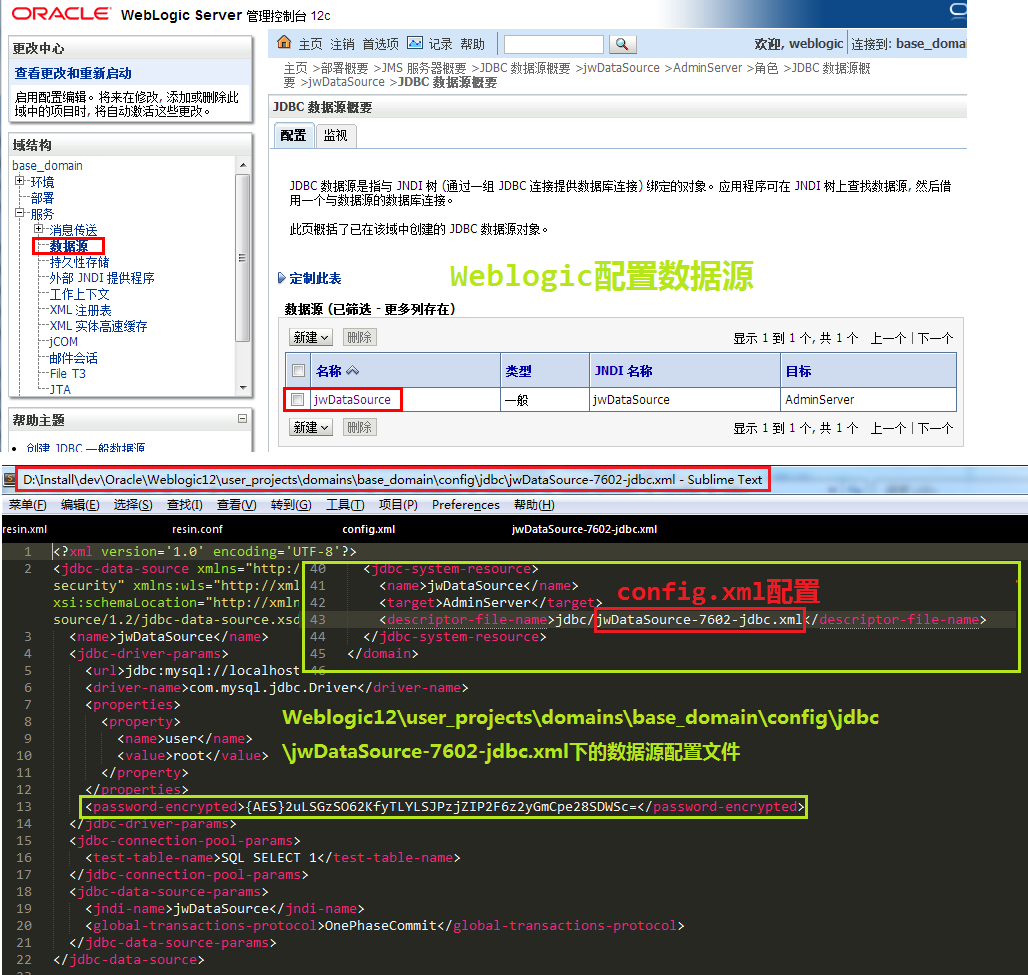 ORACLE WebLogic Server 管理控制台 12c
更改中心
查看更改和重新启动
启用配置编辑。将来在修改, 添加或删除此
域中的项目时, 将自动激活这些更改。
域结构
base_domain
环境
部署
服务
消息传送
数据源
持久性存储
外部 JNDI 提供程序
工作上下文
XML 注册表
XML 实体高速缓存
jCOM
邮件会话
File T3
JTA
帮助主题
创建 JDBC 一般数据源
主页 注销 首选项 记录 帮助
欢迎, weblogic 连接到: base_domai
主页 >部署概要 >JMS 服务器概要 >JDBC 数据源概要 >jwDataSource >AdminServer >角色 >JDBC 数据源概
要 >jwDataSource >JDBC 数据源概要
JDBC 数据源概要
配置 监视
JDBC 数据源是指与 JNDI 树 (通过一组 JDBC 连接提供数据库连接) 绑定的对象。应用程序可在 JNDI 树上查找数据源, 然后借
用一个与数据源的数据库连接。
此页概括了已在该域中创建的 JDBC 数据源对象。
定制此表
Weblogic配置数据源
数据源 (已筛选 - 更多列存在)
新建 删除 显示 1 到 1 个, 共 1 个 上一个 | 下一个
名称 类型 JNDI 名称 目标
jwDataSource 一般 jwDataSource AdminServer
新建 删除 显示 1 到 1 个, 共 1 个 上一个 | 下一个
D:\Install\dev\Oracle\Weblogic12\user_projects\domains\base_domain\config\jdbc\jwDataSource-7602-jdbc.xml - Sublime Text
菜单(F) 编辑(E) 选择(S) 查找(I) 查看(V) 转到(G) 工具(T) 项目(P) Preferences 帮助(H)
resin.xml resin.conf config.xml jwDataSource-7602-jdbc.xml
1 <?xml version='1.0' encoding='UTF-8'?>
2 <jdbc-data-source xmlns="http:/
security" xmlns:wls="http://xml
xsi:schemaLocation="http://xmln
source/1.2/jdbc-data-source.xsd
3 <name>jwDataSource</name>
4 <jdbc-driver-params>
5 <url>jdbc:mysql://localhost
6 <driver-name>com.mysql.jdbc.Driver</driver-name>
7 <properties>
8 <property>
9 <name>user</name>
10 <value>root</value>
11 </property>
12 </properties>
13 <password-encrypted>{AES}2uLSGzSO62KfyTLYLSJPzjZIP2F6z2yGmCpe28SDWSc=</password-encrypted>
14 </jdbc-driver-params>
15 <jdbc-connection-pool-params>
16 <test-table-name>SQL SELECT 1</test-table-name>
17 </jdbc-connection-pool-params>
18 <jdbc-data-source-params>
19 <jndi-name>jwDataSource</jndi-name>
20 <global-transactions-protocol>OnePhaseCommit</global-transactions-protocol>
21 </jdbc-data-source-params>
22 </jdbc-data-source>
40 <jdbc-system-resource>
41 <name>jwDataSource</name>
42 <target>AdminServer</target>
43 <descriptor-file-name>jdbc/jwDataSource-7602-jdbc.xml</descriptor-file-name>
44 </jdbc-system-resource>
45 </domain>
config.xml配置
Weblogic12\user_projects\domains\base_domain\config\jdbc
\jwDataSource-7602-jdbc.xml下的数据源配置文件